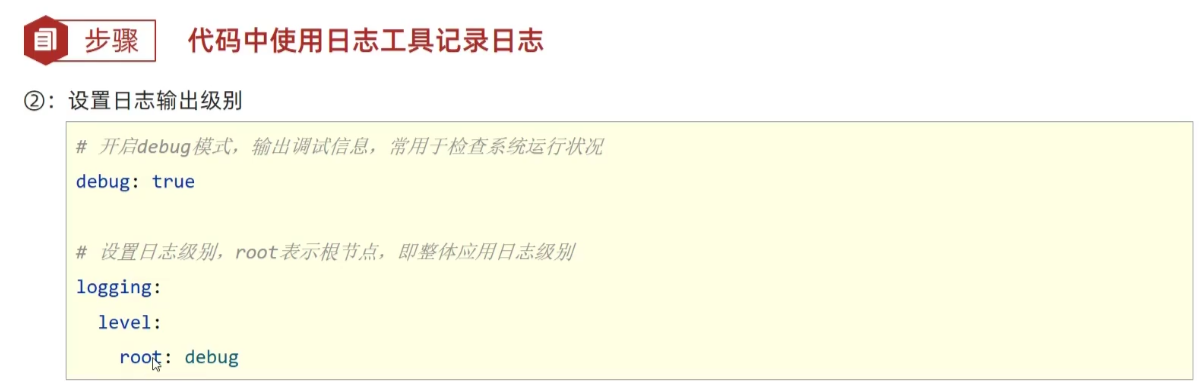 步骤 代码中使用日志工具记录日志
②：设置日志输出级别
# 开启debug模式，输出调试信息，常用于检查系统运行状况
debug: true
# 设置日志级别，root表示根节点，即整体应用日志级别
logging:
level:
root: debug